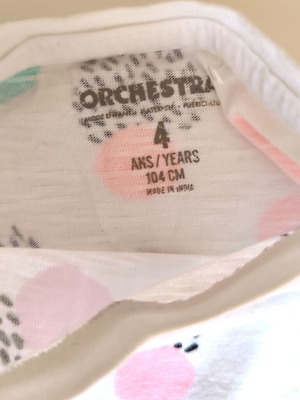 ORCHESTRA
4
ANS / YEARS
104 CM
MADE IN INDIA